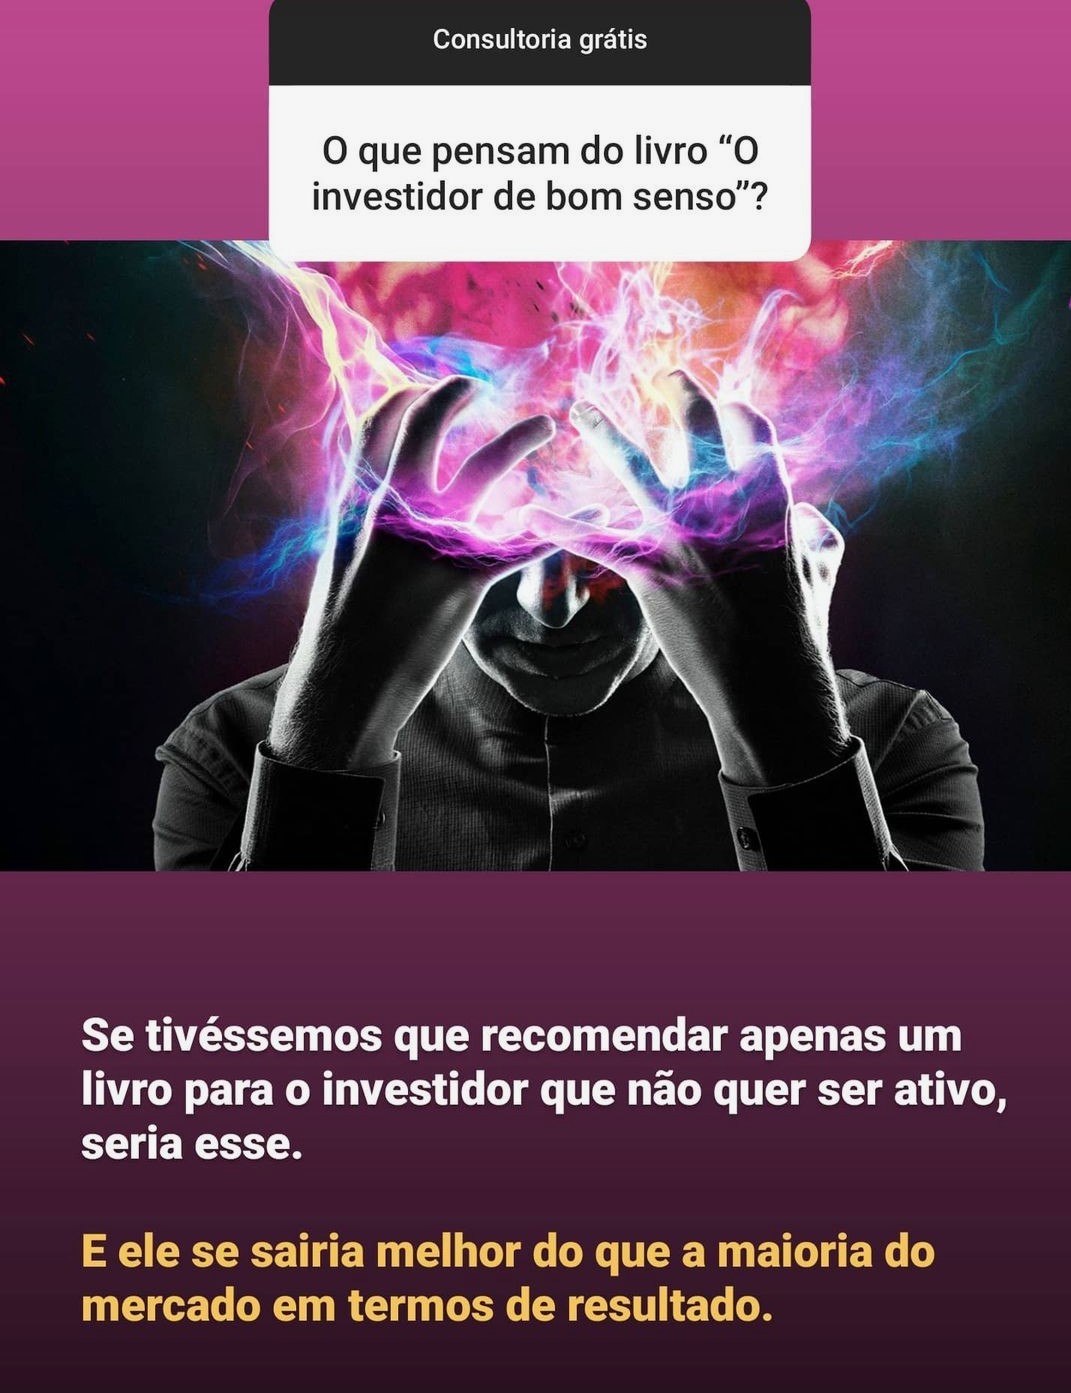 Consultoria grátis
O que pensam do livro “O
investidor de bom senso”?
Se tivéssemos que recomendar apenas um
livro para o investidor que não quer ser ativo,
seria esse.
E ele se sairia melhor do que a maioria do
mercado em termos de resultado.